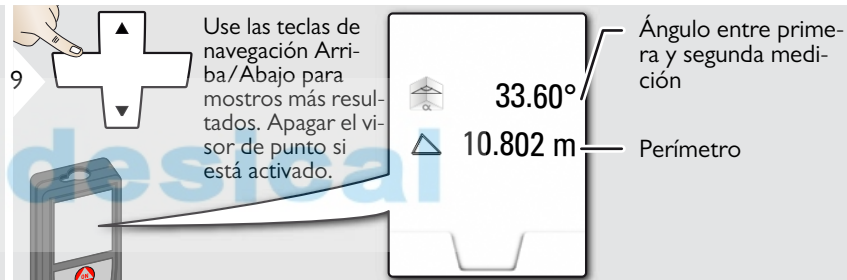 9
Use las teclas de
navegación Arri-
ba/Abajo para
mostros más resul-
tados. Apagar el vi-
sor de punto si
está activado.
33.60°
α
10.802 m
Ángulo entre prime-
ra y segunda medi-
ción
Perímetro
desical
ON